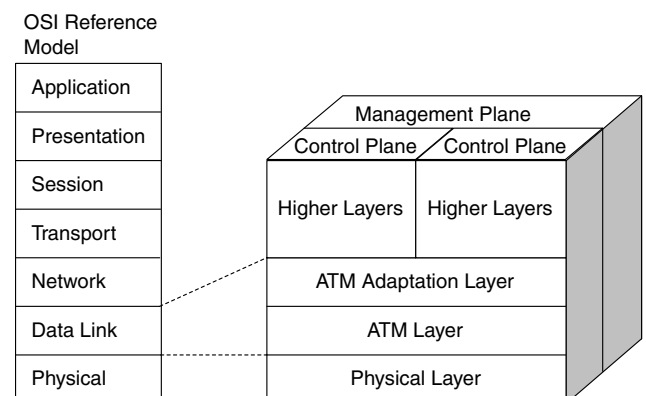 OSI Reference
Model
Application
Presentation
Session
Transport
Network
Data Link
Physical
Management Plane
Control Plane
Control Plane
Higher Layers
Higher Layers
ATM Adaptation Layer
ATM Layer
Physical Layer